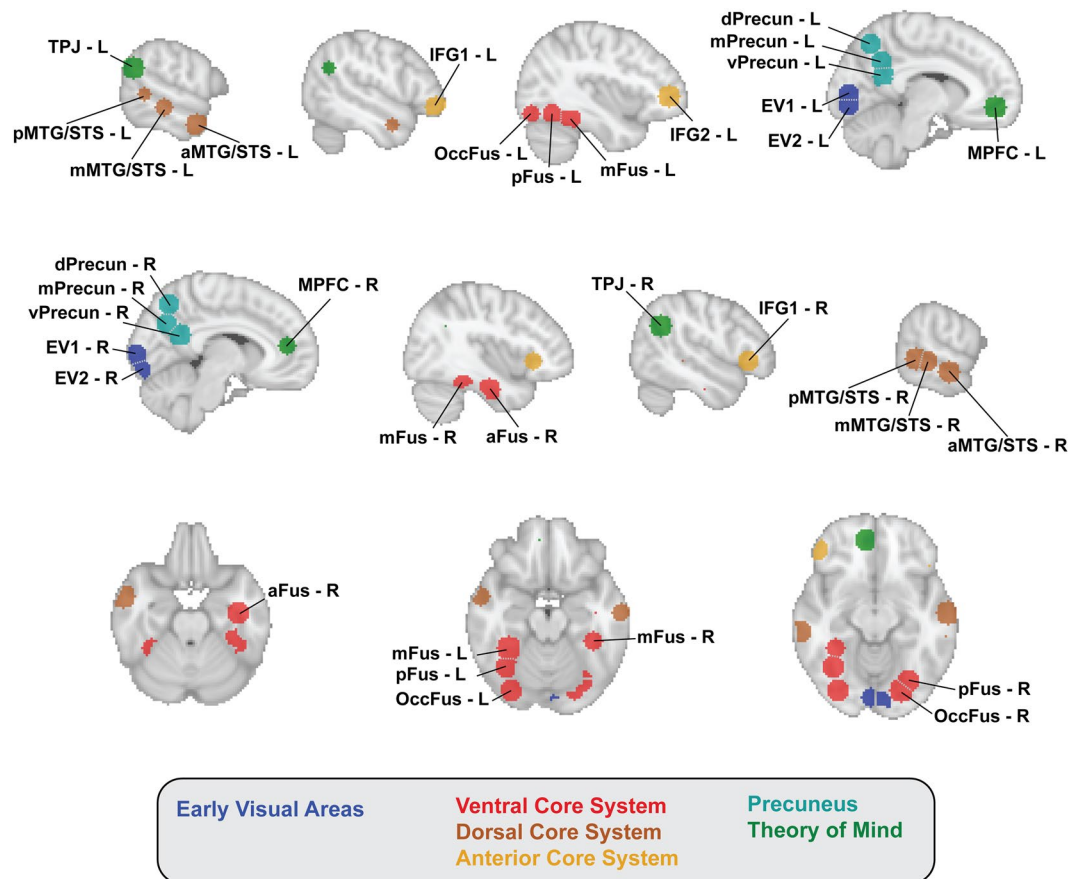 TPJ - L
pMTG/STS - L
mMTG/STS - L
aMTG/STS - L
IFG1 - L
OccFus - L
pFus - L
mFus - L
IFG2 - L
dPrecun - L
mPrecun - L
vPrecun - L
EV1 - L
EV2 - L
MPFC - L
dPrecun - R
mPrecun - R
vPrecun - R
EV1 - R
EV2 - R
MPFC - R
mFus - R
aFus - R
TPJ - R
IFG1 - R
pMTG/STS - R
mMTG/STS - R
aMTG/STS - R
aFus - R
mFus - L
pFus - L
OccFus - L
mFus - R
pFus - R
OccFus - R
Early Visual Areas
Ventral Core System
Dorsal Core System
Anterior Core System
Precuneus
Theory of Mind